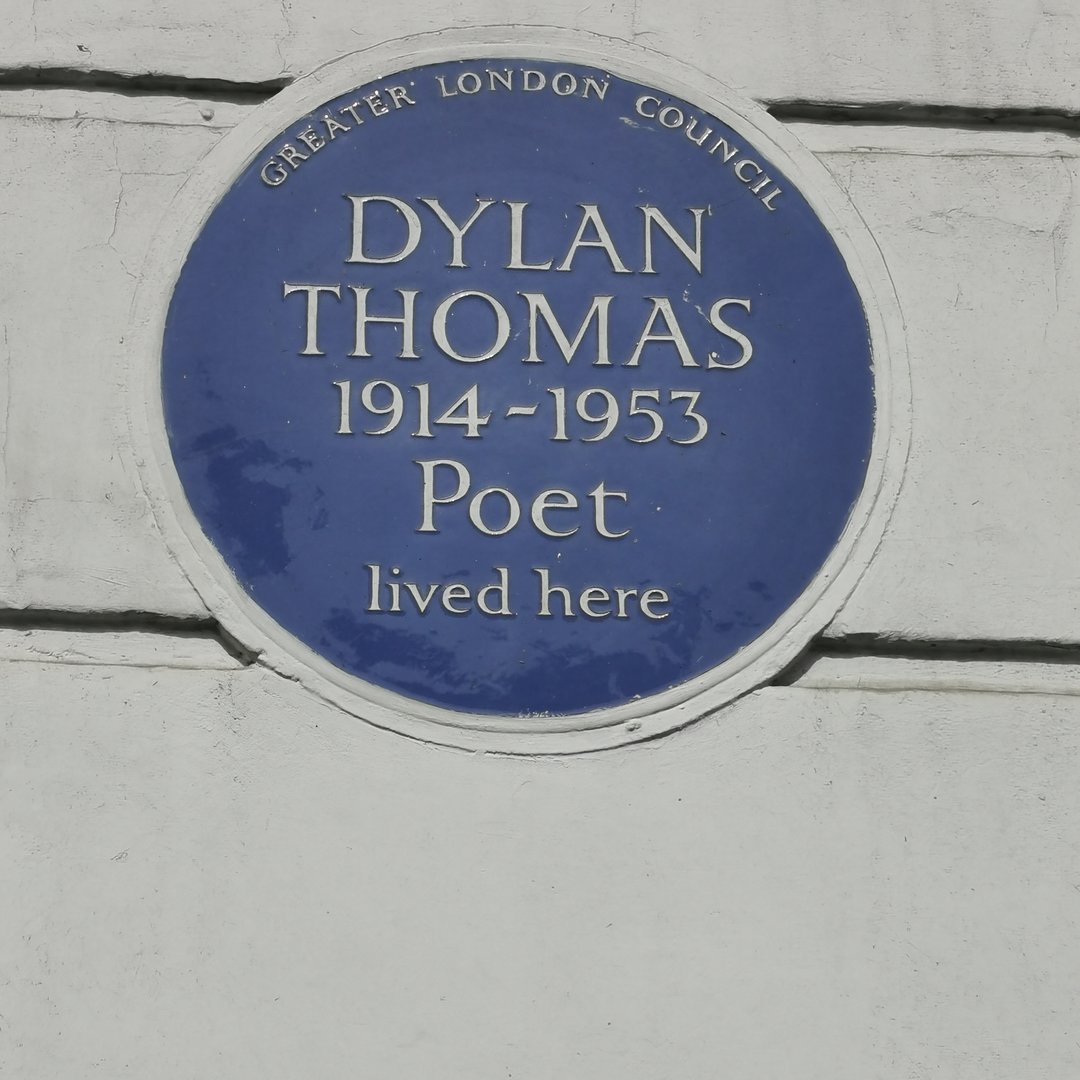 GREATER LONDON COUNCIL
DYLAN
THOMAS
1914-1953
Poet
lived here